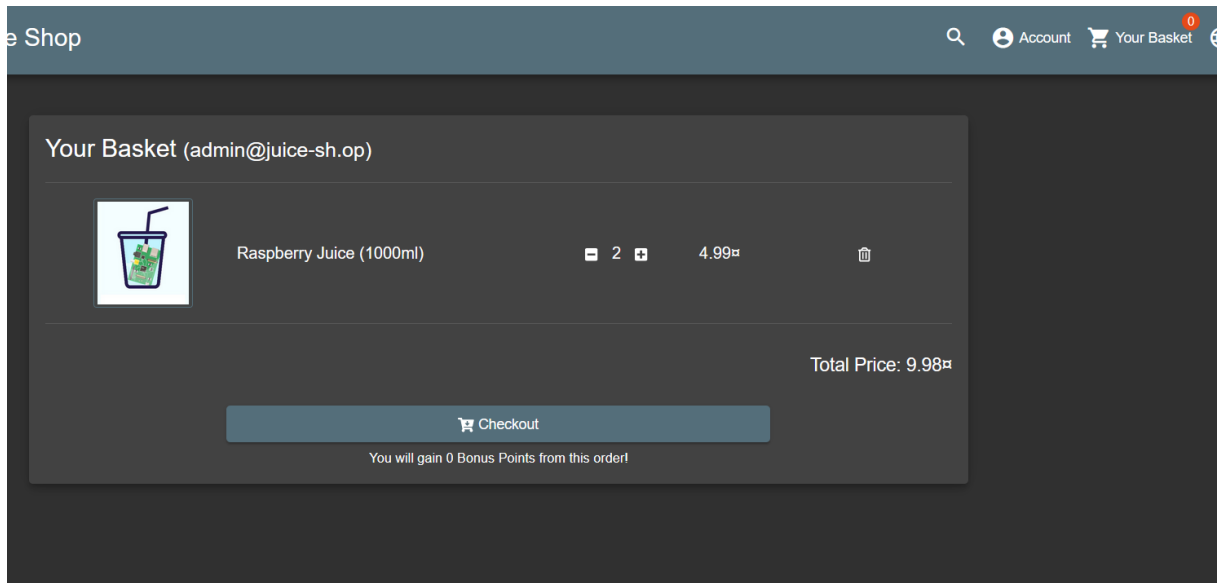 e Shop
Account
Your Basket
0
Your Basket (admin@juice-sh.op)
Raspberry Juice (1000ml) 2 4.99¤
Total Price: 9.98¤
Checkout
You will gain 0 Bonus Points from this order!